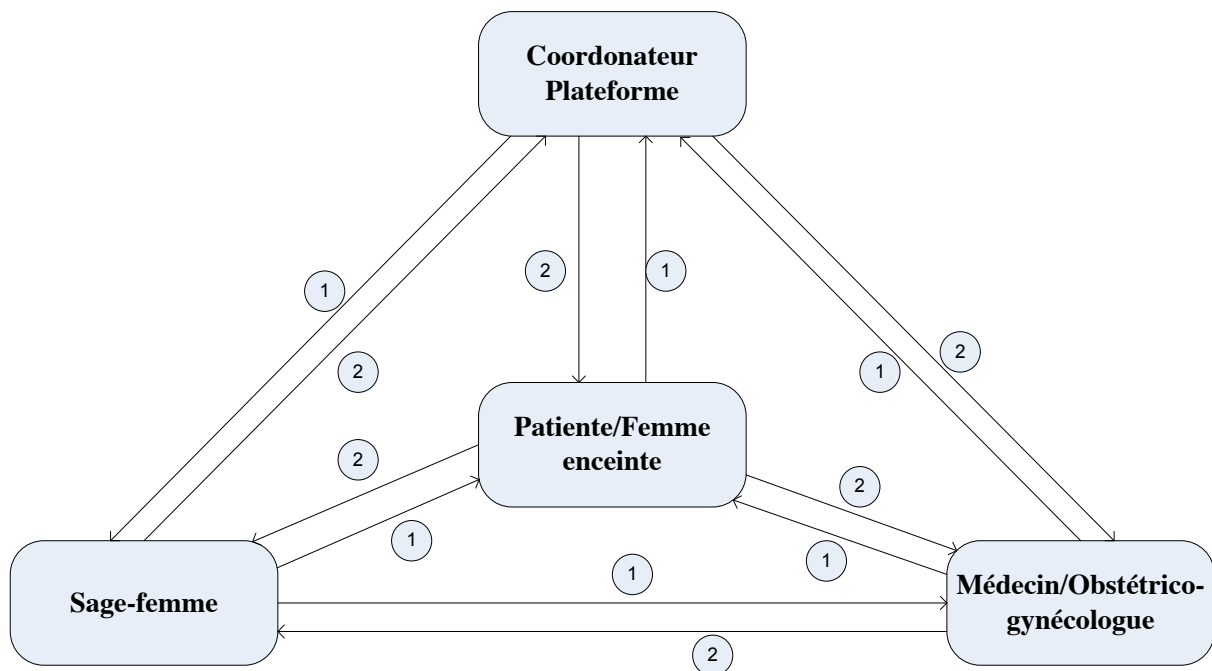 Coordonateur
Plateforme
2
1
1
2
2
1
Patiente/Femme
enceinte
2
2
1
1
Sage-femme
1
Médecin/Obstétrico-
gynécologue
2